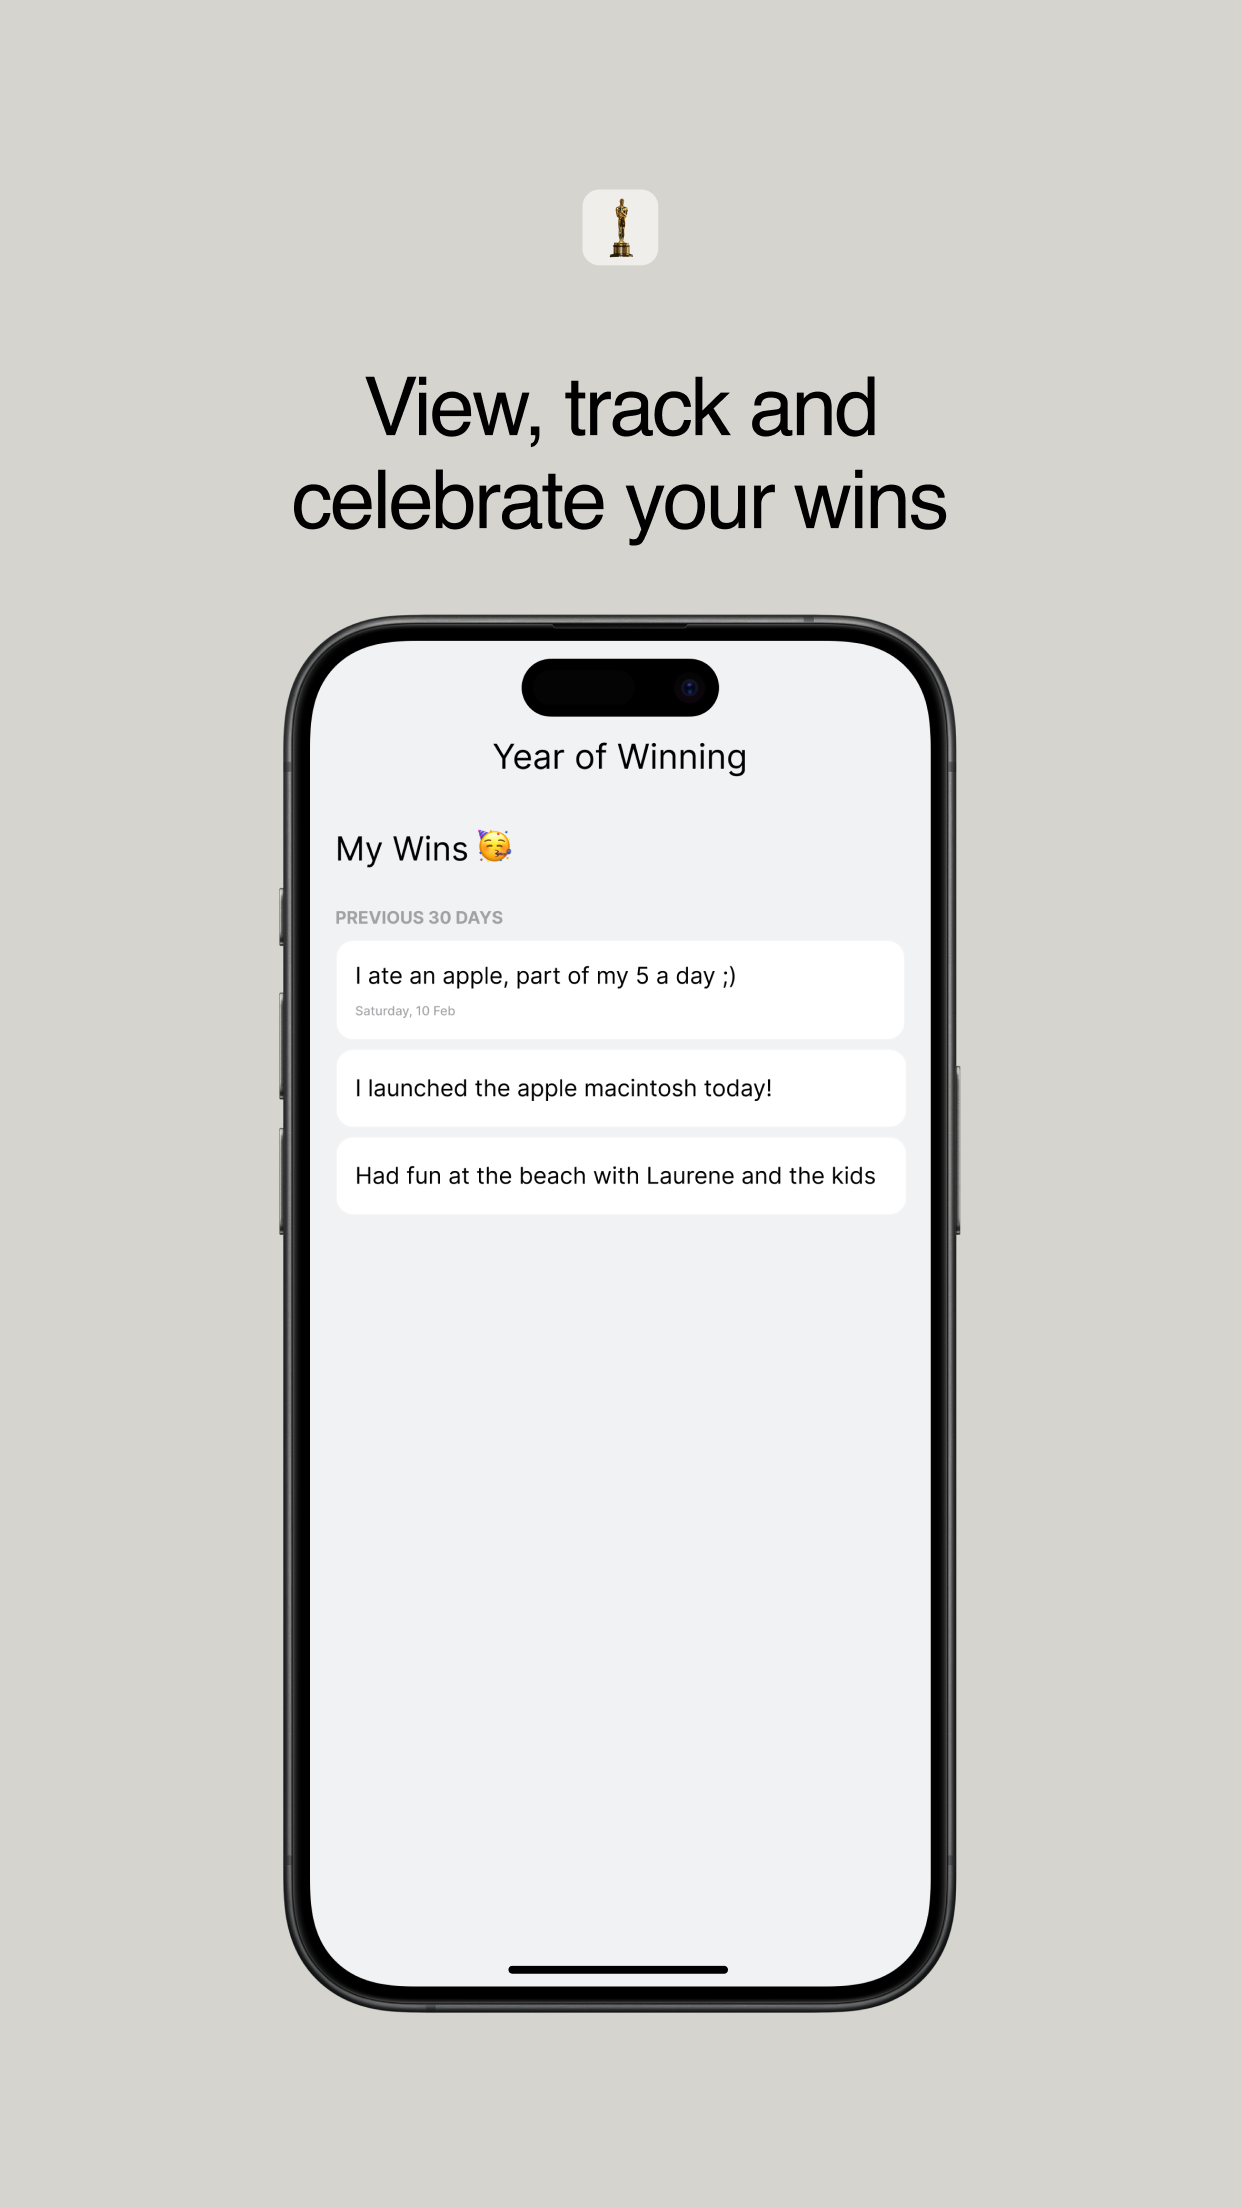 View, track and
celebrate your wins
Year of Winning
My Wins 🥳
PREVIOUS 30 DAYS
I ate an apple, part of my 5 a day ;)
Saturday, 10 Feb
I launched the apple macintosh today!
Had fun at the beach with Laurene and the kids